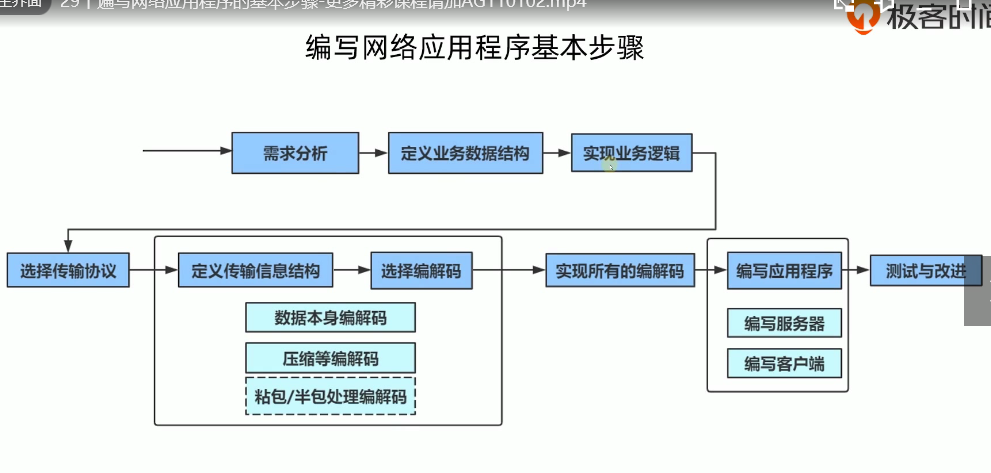 主界面
29丨遍写网络应用程序的基本步骤-更多精彩课程请加AG110102.mp4
极客时间
编写网络应用程序基本步骤
需求分析
定义业务数据结构
实现业务逻辑
选择传输协议
定义传输信息结构
选择编解码
实现所有的编解码
编写应用程序
测试与改进
数据本身编解码
压缩等编解码
粘包/半包处理编解码
编写服务器
编写客户端